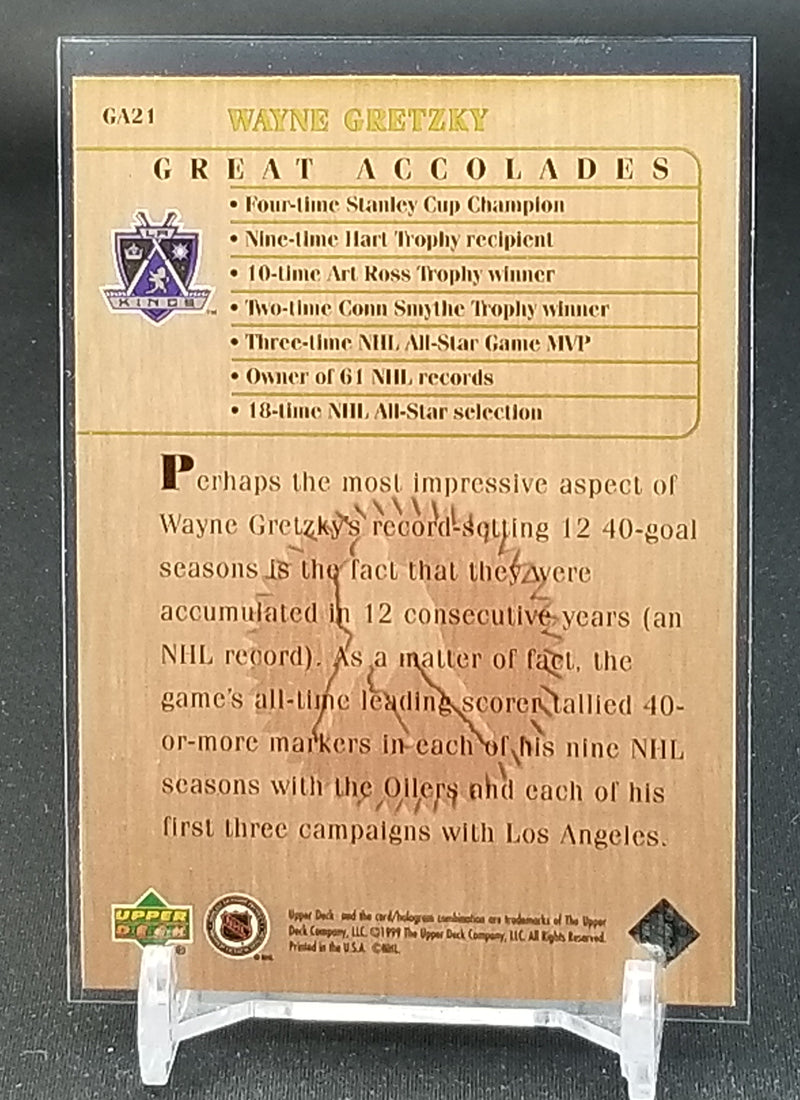 GA21
WAYNE GRETZKY
GREAT ACCOLADES
• Four-time Stanley Cup Champion
• Nine-time Hart Trophy recipient
• 10-time Art Ross Trophy winner
• Two-time Conn Smythe Trophy winner
• Three-time NHL All-Star Game MVP
• Owner of 61 NHL records
• 18-time NHL All-Star selection
LA
KINGS
TM
Perhaps the most impressive aspect of
Wayne Gretzky's record-setting 12 40-goal
seasons is the fact that they were
accumulated in 12 consecutive years (an
NHL record). As a matter of fact, the
game's all-time leading scorer tallied 40-
or-more markers in each of his nine NHL
seasons with the Oilers and each of his
first three campaigns with Los Angeles.
UPPER
DECK
®
NHL
©NHL
Upper Deck and the card/hologram combination are trademarks of The Upper
Deck Company, LLC. ©1999 The Upper Deck Company, LLC. All Rights Reserved.
Printed in the U.S.A. ©NHL.